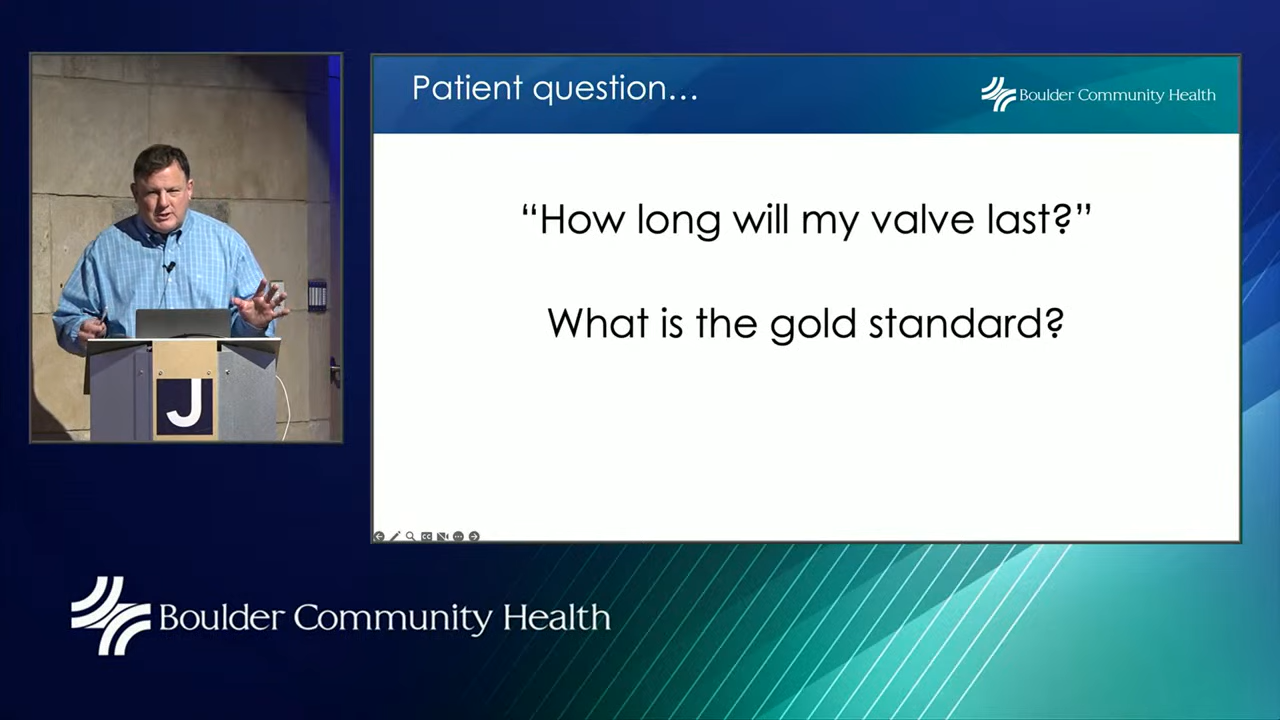 Patient question…
Boulder Community Health
“How long will my valve last?”
What is the gold standard?
J
Boulder Community Health